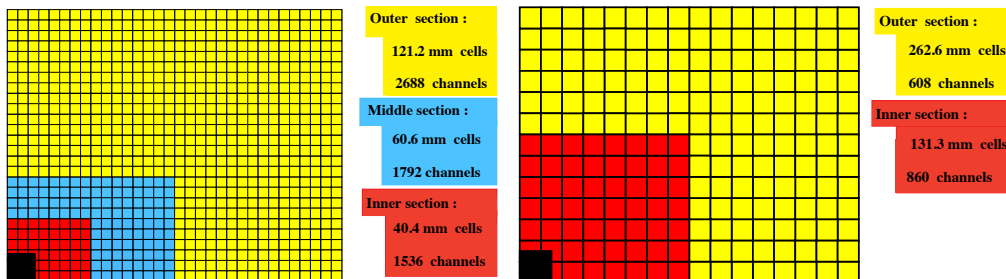 Outer section :
121.2 mm cells
2688 channels
Middle section :
60.6 mm cells
1792 channels
Inner section :
40.4 mm cells
1536 channels
Outer section :
262.6 mm cells
608 channels
Inner section :
131.3 mm cells
860 channels